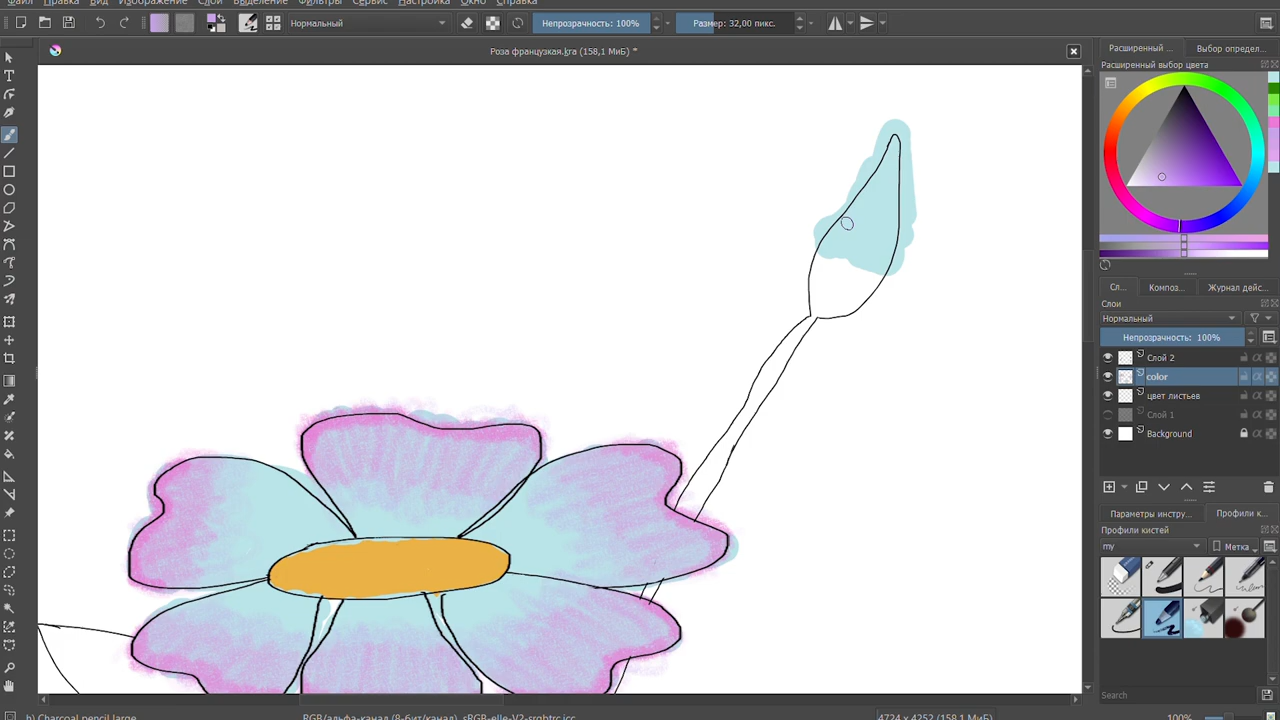 Файл Правка Вид Изображение Слои Выделение Фильтры Сервис Настройка Окно Справка
Нормальный
Непрозрачность: 100%
Размер: 32,00 пикс.
Роза французкая.kra (158,1 МиБ) *
Расширенный ...
Выбор определ...
Расширенный выбор цвета
Сл...
Композ...
Журнал дейс...
Слои
Нормальный
Непрозрачность: 100%
Слой 2
color
цвет листьев
Слой 1
Background
Параметры инстру...
Профили к...
Профили кистей
my
Метка
Search
b) Charcoal pencil large
RGB/альфа-канал (8-бит/канал), sRGB-elle-V2-srgbtrc.icc
4724 x 4252 (158,1 МиБ)
100%